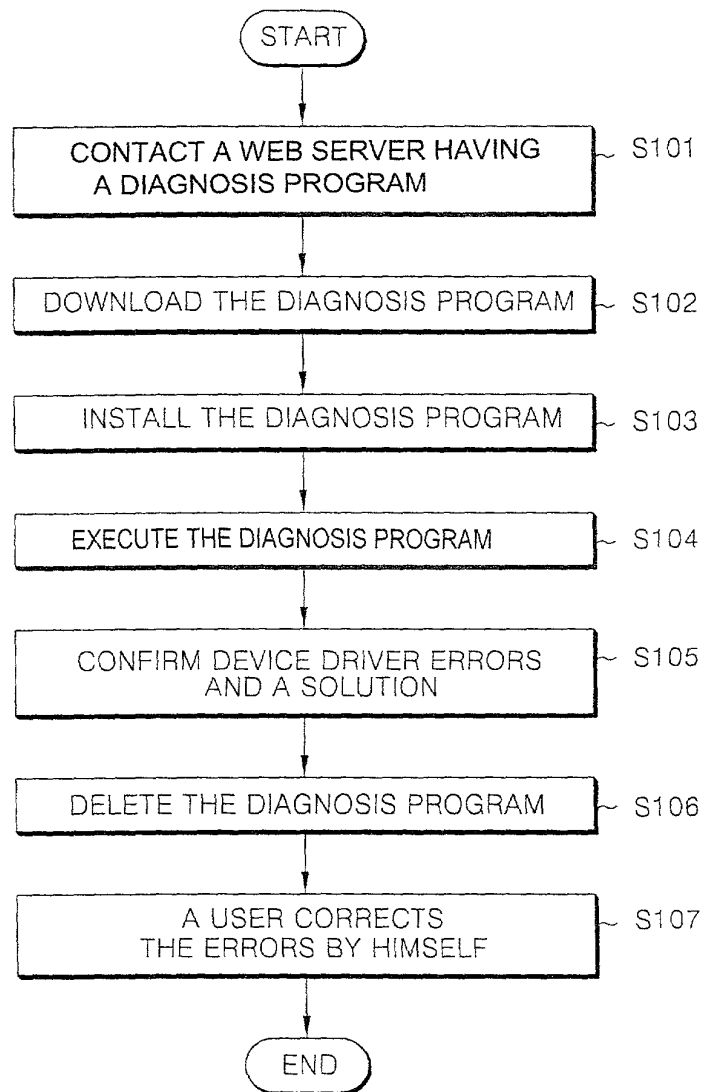 START
CONTACT A WEB SERVER HAVING
A DIAGNOSIS PROGRAM
S101
DOWNLOAD THE DIAGNOSIS PROGRAM
S102
INSTALL THE DIAGNOSIS PROGRAM
S103
EXECUTE THE DIAGNOSIS PROGRAM
S104
CONFIRM DEVICE DRIVER ERRORS
AND A SOLUTION
S105
DELETE THE DIAGNOSIS PROGRAM
S106
A USER CORRECTS
THE ERRORS BY HIMSELF
S107
END